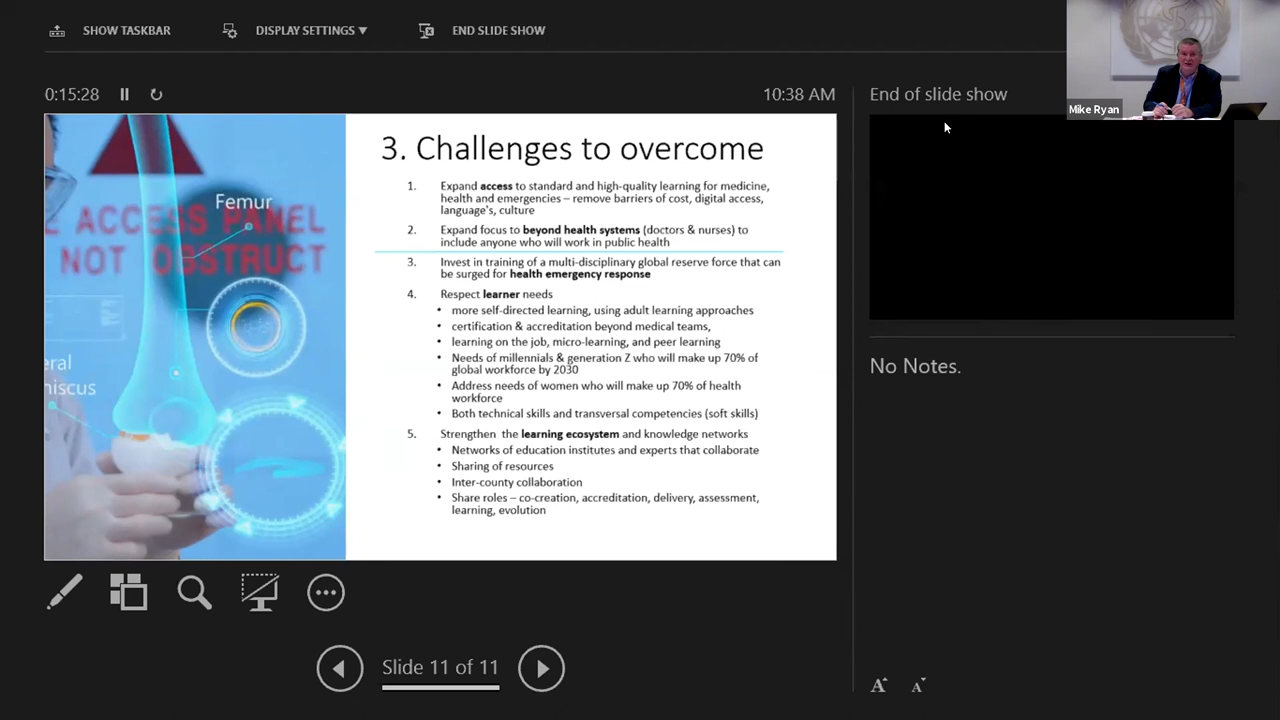 SHOW TASKBAR
DISPLAY SETTINGS ▼
END SLIDE SHOW
Mike Ryan
0:15:28
10:38 AM
End of slide show
3. Challenges to overcome
1. Expand access to standard and high-quality learning for medicine,
health and emergencies – remove barriers of cost, digital access,
language's, culture
2. Expand focus to beyond health systems (doctors & nurses) to
include anyone who will work in public health
3. Invest in training of a multi-disciplinary global reserve force that can
be surged for health emergency response
4. Respect learner needs
• more self-directed learning, using adult learning approaches
• certification & accreditation beyond medical teams,
• learning on the job, micro-learning, and peer learning
• Needs of millennials & generation Z who will make up 70% of
global workforce by 2030
• Address needs of women who will make up 70% of health
workforce
• Both technical skills and transversal competencies (soft skills)
5. Strengthen the learning ecosystem and knowledge networks
• Networks of education institutes and experts that collaborate
• Sharing of resources
• Inter-county collaboration
• Share roles – co-creation, accreditation, delivery, assessment,
learning, evolution
Femur
ACCESS PANEL
NOT OBSTRUCT
eral
niscus
No Notes.
Slide 11 of 11
A
A